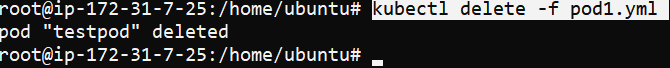 root@ip-172-31-7-25:/home/ubuntu# kubectl delete -f pod1.yml
pod "testpod" deleted
root@ip-172-31-7-25:/home/ubuntu#